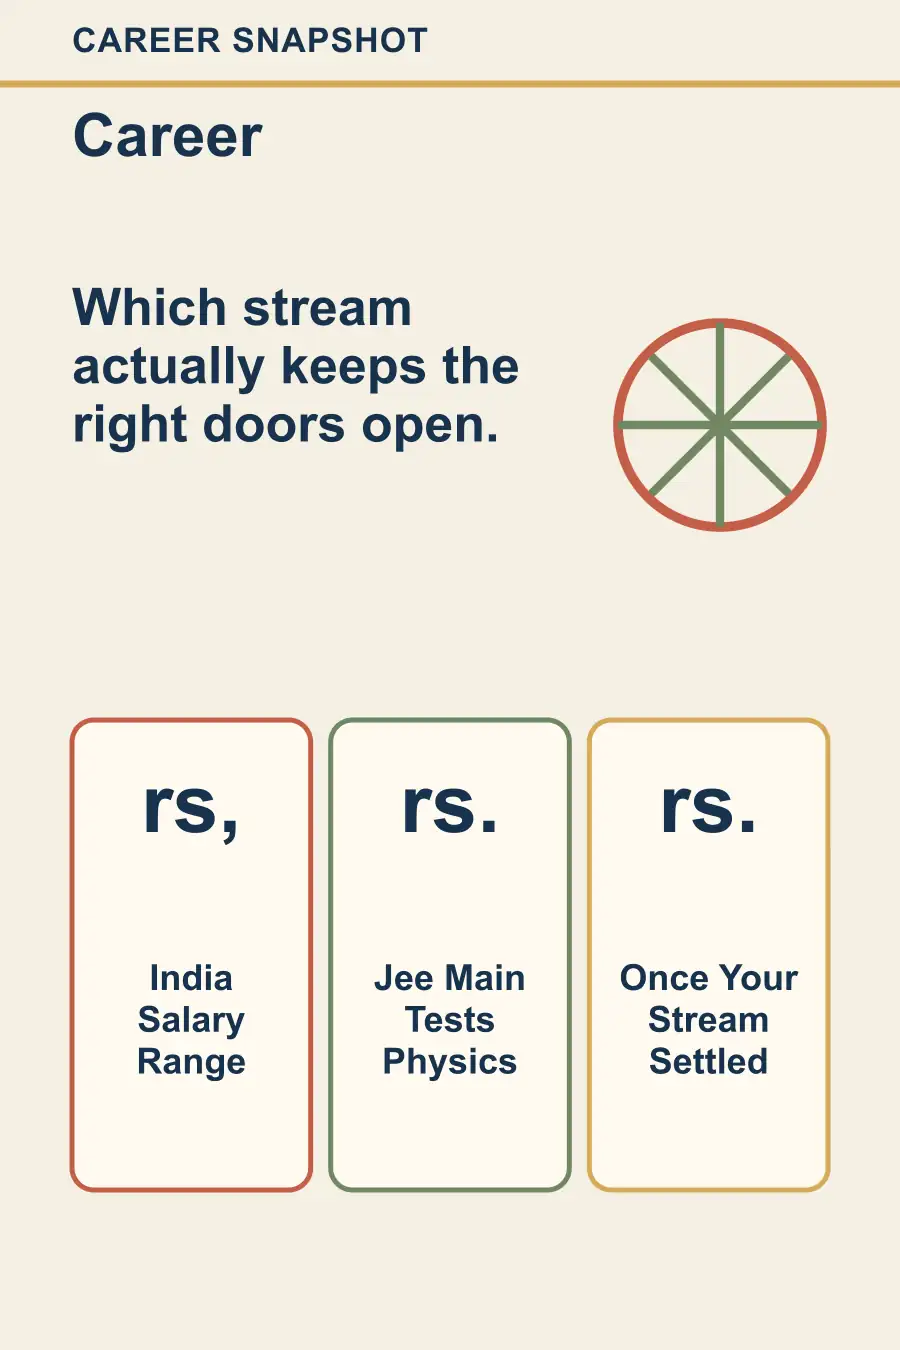 CAREER SNAPSHOT
Career
Which stream
actually keeps the
right doors open.
rs,
India
Salary
Range
rs.
Jee Main
Tests
Physics
rs.
Once Your
Stream
Settled